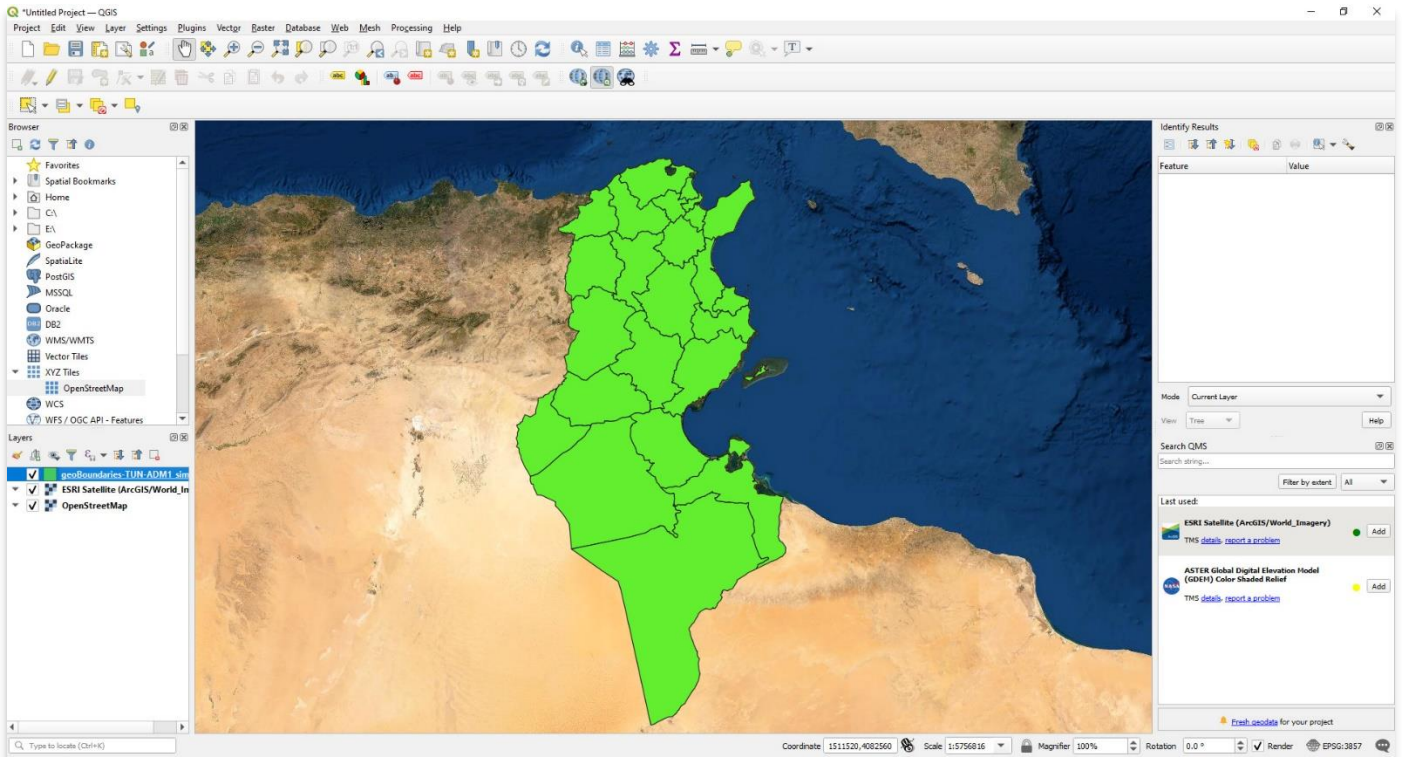 *Untitled Project — QGIS
Project Edit View Layer Settings Plugins Vector Raster Database Web Mesh Processing Help
Browser
Favorites
Spatial Bookmarks
Home
C:\
E:\
GeoPackage
SpatiaLite
PostGIS
MSSQL
Oracle
DB2
WMS/WMTS
Vector Tiles
XYZ Tiles
OpenStreetMap
WCS
WFS / OGC API - Features
Layers
geoBoundaries-TUN-ADM1_sim
ESRI Satellite (ArcGIS/World_In
OpenStreetMap
Identify Results
Feature Value
Mode Current Layer
View Tree Help
Search QMS
Search string...
Filter by extent All
Last used:
ESRI Satellite (ArcGIS/World_Imagery)
TMS details, report a problem
Add
ASTER Global Digital Elevation Model
(GDEM) Color Shaded Relief
TMS details, report a problem
Add
Fresh geodata for your project
Type to locate (Ctrl+K)
Coordinate 1511520,4082560 Scale 1:5756816 Magnifier 100% Rotation 0.0 ° Render EPSG:3857